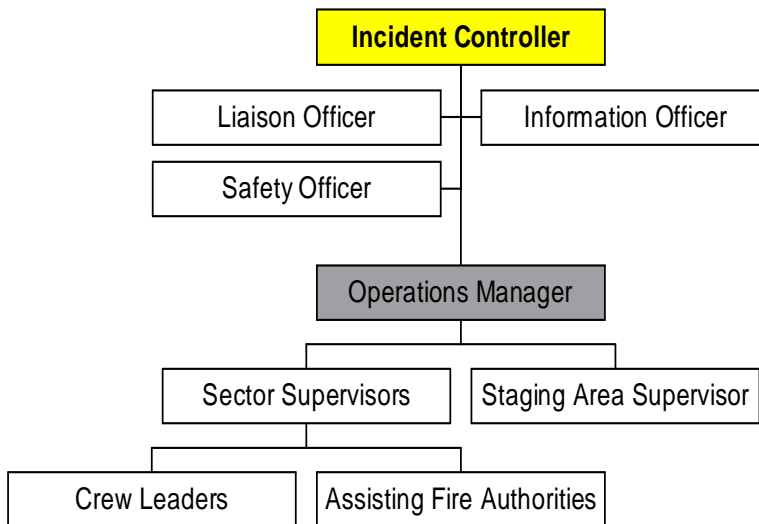 Incident Controller
Liaison Officer
Information Officer
Safety Officer
Operations Manager
Sector Supervisors
Staging Area Supervisor
Crew Leaders
Assisting Fire Authorities